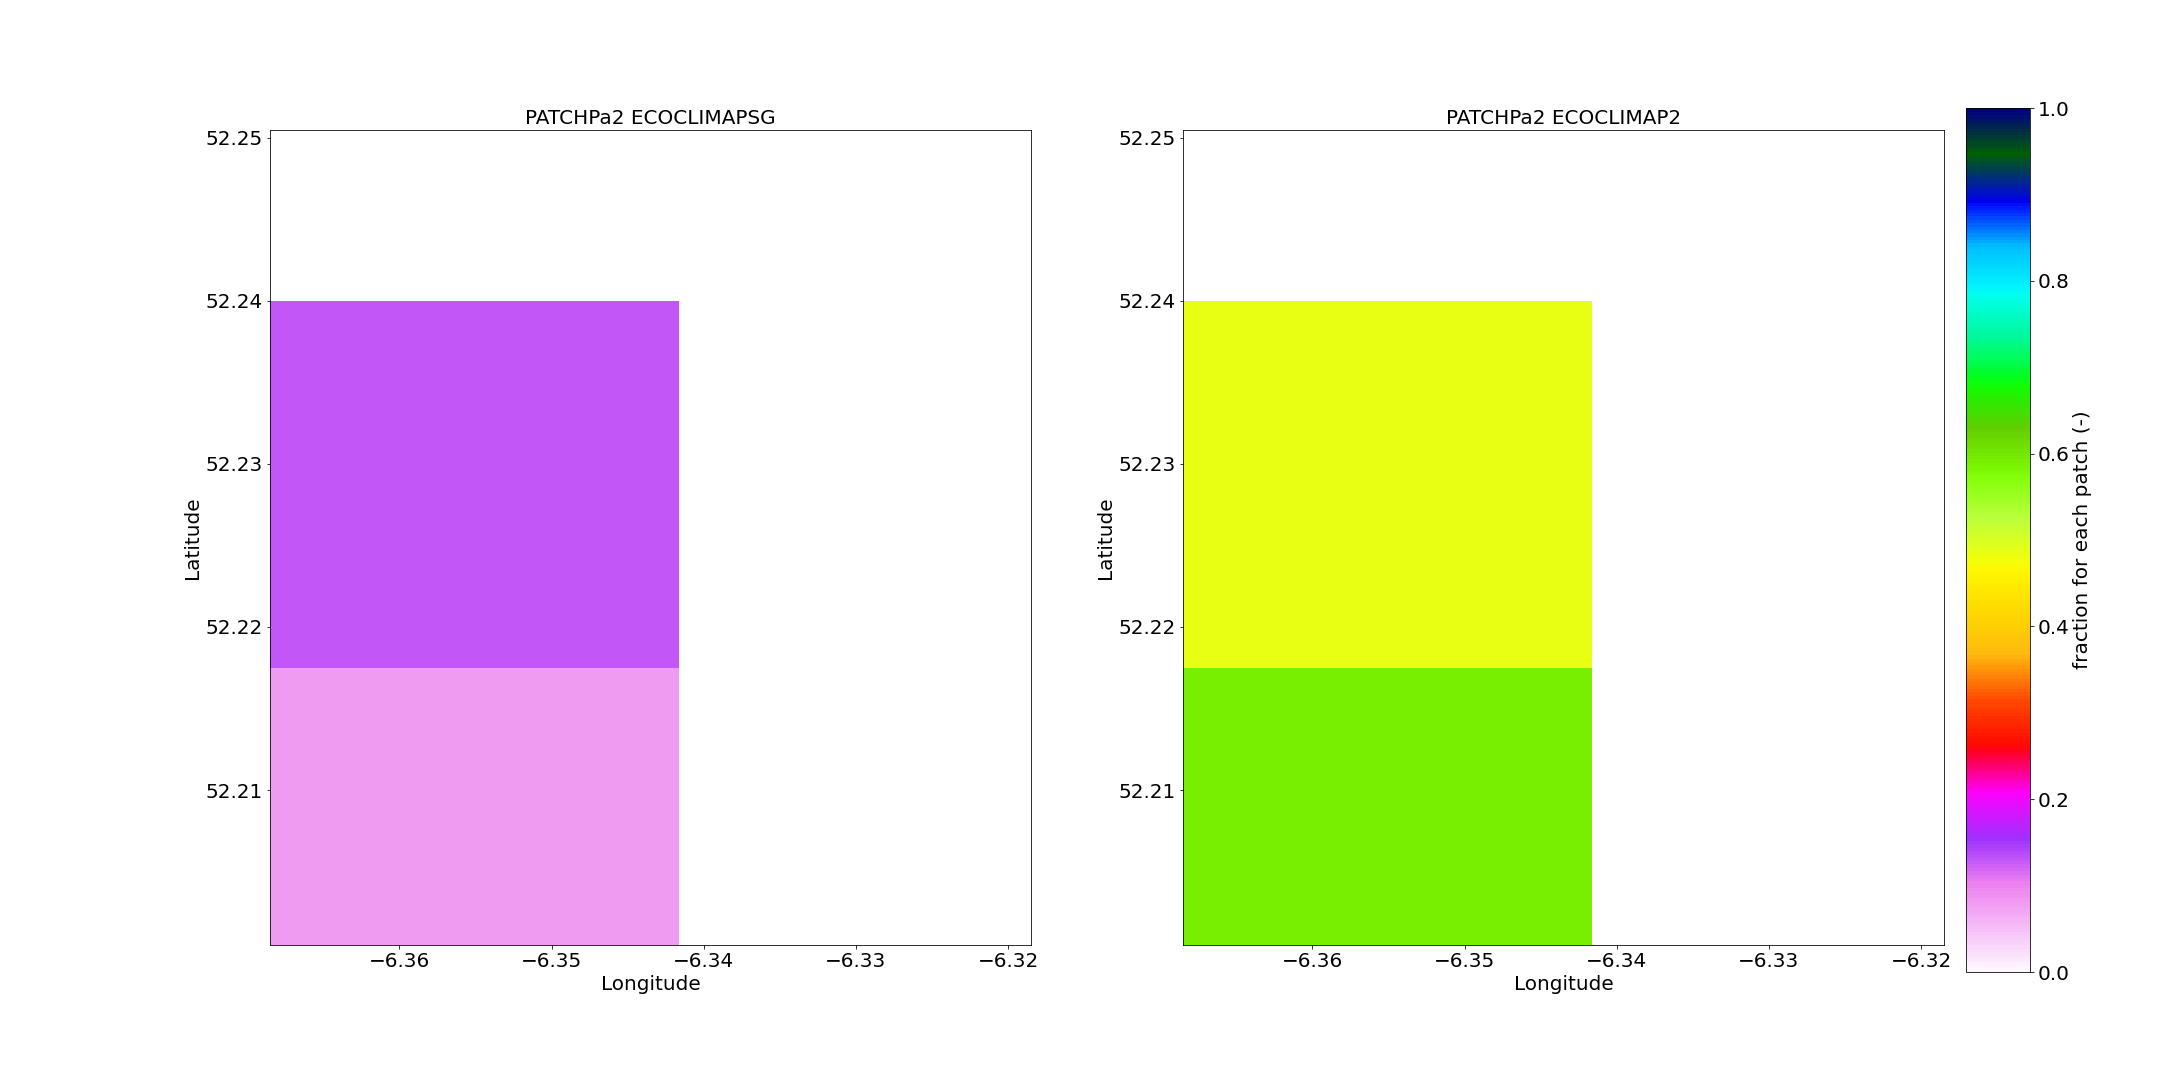 PATCHPa2 ECOCLIMAPSG
52.25
52.24
52.23
52.22
52.21
Latitude
−6.36 −6.35 −6.34 −6.33 −6.32
Longitude
PATCHPa2 ECOCLIMAP2
52.25
52.24
52.23
52.22
52.21
Latitude
−6.36 −6.35 −6.34 −6.33 −6.32
Longitude
1.0
0.8
0.6
0.4
0.2
0.0
fraction for each patch (-)